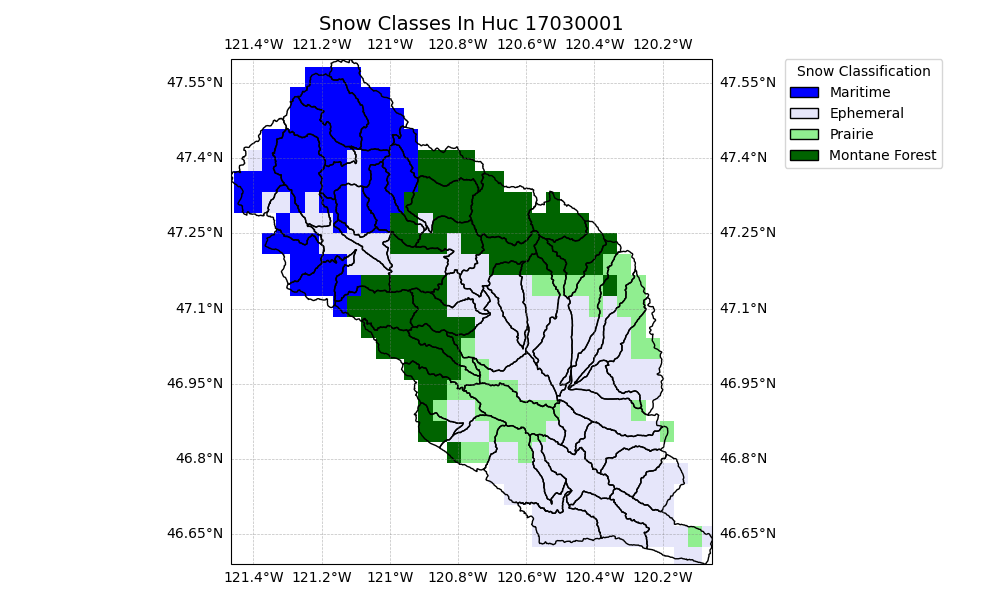 Snow Classes In Huc 17030001
121.4°W 121.2°W 121°W 120.8°W 120.6°W 120.4°W 120.2°W
Snow Classification
Maritime
Ephemeral
Prairie
Montane Forest
47.55°N 47.55°N
47.4°N 47.4°N
47.25°N 47.25°N
47.1°N 47.1°N
46.95°N 46.95°N
46.8°N 46.8°N
46.65°N 46.65°N
121.4°W 121.2°W 121°W 120.8°W 120.6°W 120.4°W 120.2°W